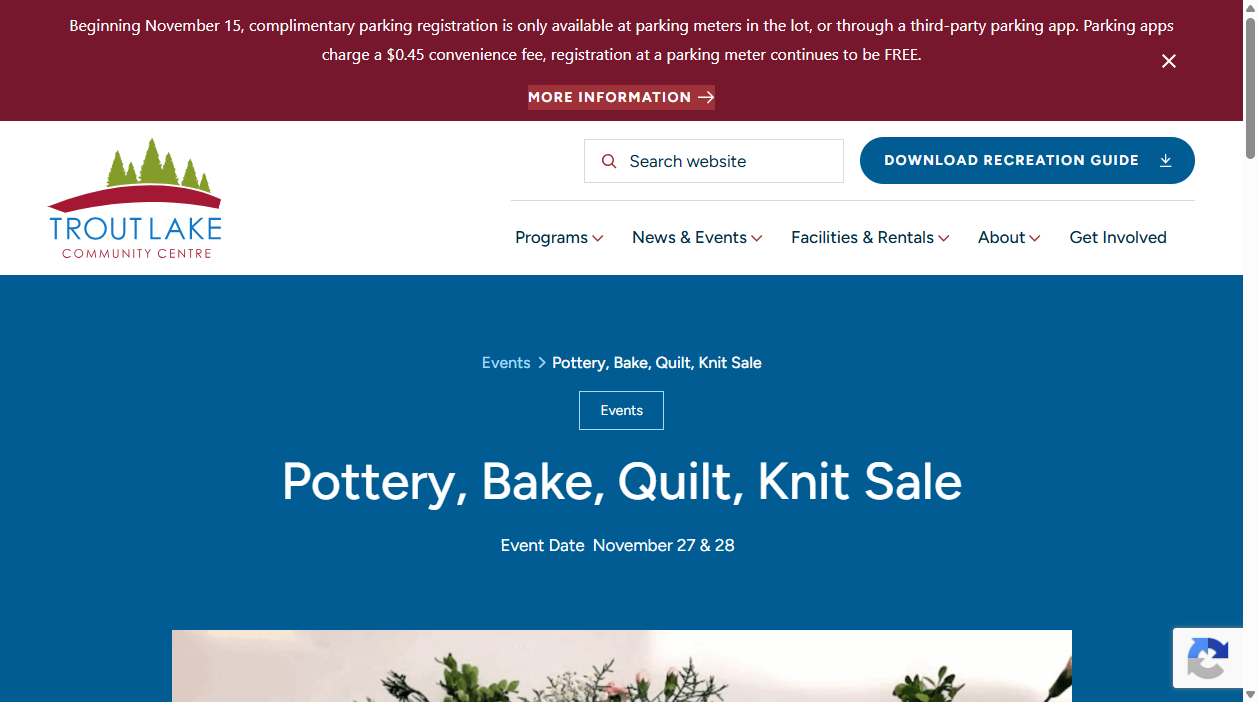 Beginning November 15, complimentary parking registration is only available at parking meters in the lot, or through a third-party parking app. Parking apps
charge a $0.45 convenience fee, registration at a parking meter continues to be FREE.
MORE INFORMATION
TROUT LAKE
COMMUNITY CENTRE
Search website
DOWNLOAD RECREATION GUIDE
Programs
News & Events
Facilities & Rentals
About
Get Involved
Events
Pottery, Bake, Quilt, Knit Sale
Events
Pottery, Bake, Quilt, Knit Sale
Event Date November 27 & 28